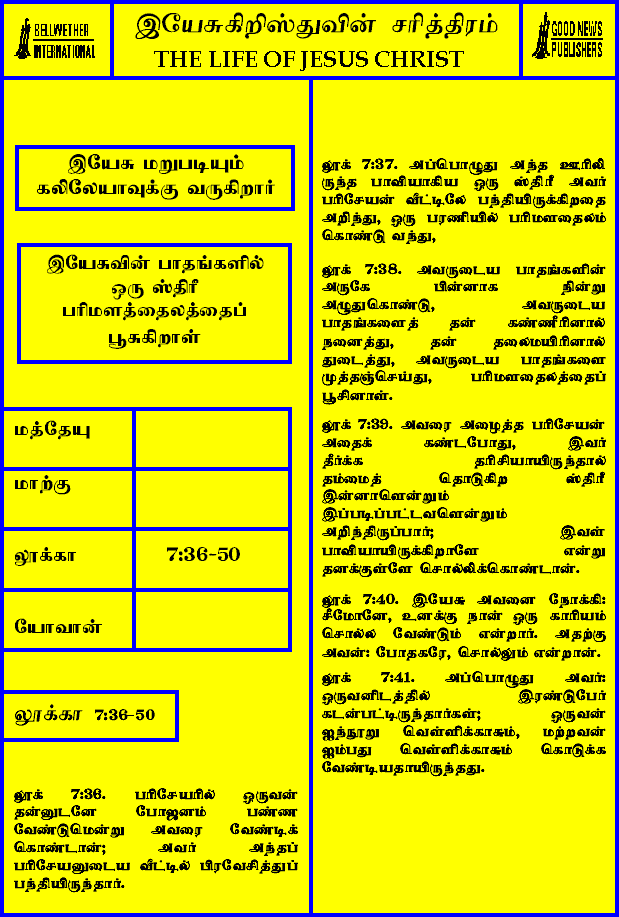 BELLWETHER
INTERNATIONAL
இயேசுகிறிஸ்துவின் சரித்திரம்
THE LIFE OF JESUS CHRIST
GOOD NEWS
PUBLISHERS
இயேசு மறுபடியும்
கலிலேயாவுக்கு வருகிறார்
இயேசுவின் பாதங்களில்
ஒரு ஸ்திரீ
பரிமளத்தைலத்தைப்
பூசுகிறாள்
மத்தேயு
மாற்கு
லூக்கா 7:36-50
யோவான்
லூக்கா 7:36-50
லூக் 7:36. பரிசேயரில் ஒருவன்
தன்னுடனே போஜனம் பண்ண
வேண்டுமென்று அவரை வேண்டிக்
கொண்டான்; அவர் அந்தப்
பரிசேயனுடைய வீட்டில் பிரவேசித்துப்
பந்தியிருந்தார்.
லூக் 7:37. அப்பொழுது அந்த ஊரிலி
ருந்த பாவியாகிய ஒரு ஸ்திரீ அவர்
பரிசேயன் வீட்டிலே பந்தியிருக்கிறதை
அறிந்து, ஒரு பரணியில் பரிமளதைலம்
கொண்டு வந்து,
லூக் 7:38. அவருடைய பாதங்களின்
அருகே பின்னாக நின்று
அழுதுகொண்டு, அவருடைய
பாதங்களைத் தன் கண்ணீரினால்
நனைத்து, தன் தலைமயிரினால்
துடைத்து, அவருடைய பாதங்களை
முத்தஞ்செய்து, பரிமளதைலத்தைப்
பூசினாள்.
லூக் 7:39. அவரை அழைத்த பரிசேயன்
அதைக் கண்டபோது, இவர்
தீர்க்க தரிசியாயிருந்தால்
தம்மைத் தொடுகிற ஸ்திரீ
இன்னாளென்றும்
இப்படிப்பட்டவளென்றும்
அறிந்திருப்பார்; இவள்
பாவியாயிருக்கிறாளே என்று
தனக்குள்ளே சொல்லிக்கொண்டான்.
லூக் 7:40. இயேசு அவனை நோக்கி:
சீமோனே, உனக்கு நான் ஒரு காரியம்
சொல்ல வேண்டும் என்றார். அதற்கு
அவன்: போதகரே, சொல்லும் என்றான்.
லூக் 7:41. அப்பொழுது அவர்:
ஒருவனிடத்தில் இரண்டுபேர்
கடன்பட்டிருந்தார்கள்; ஒருவன்
ஐந்நூறு வெள்ளிக்காசும், மற்றவன்
ஐம்பது வெள்ளிக்காசும் கொடுக்க
வேண்டியதாயிருந்தது.